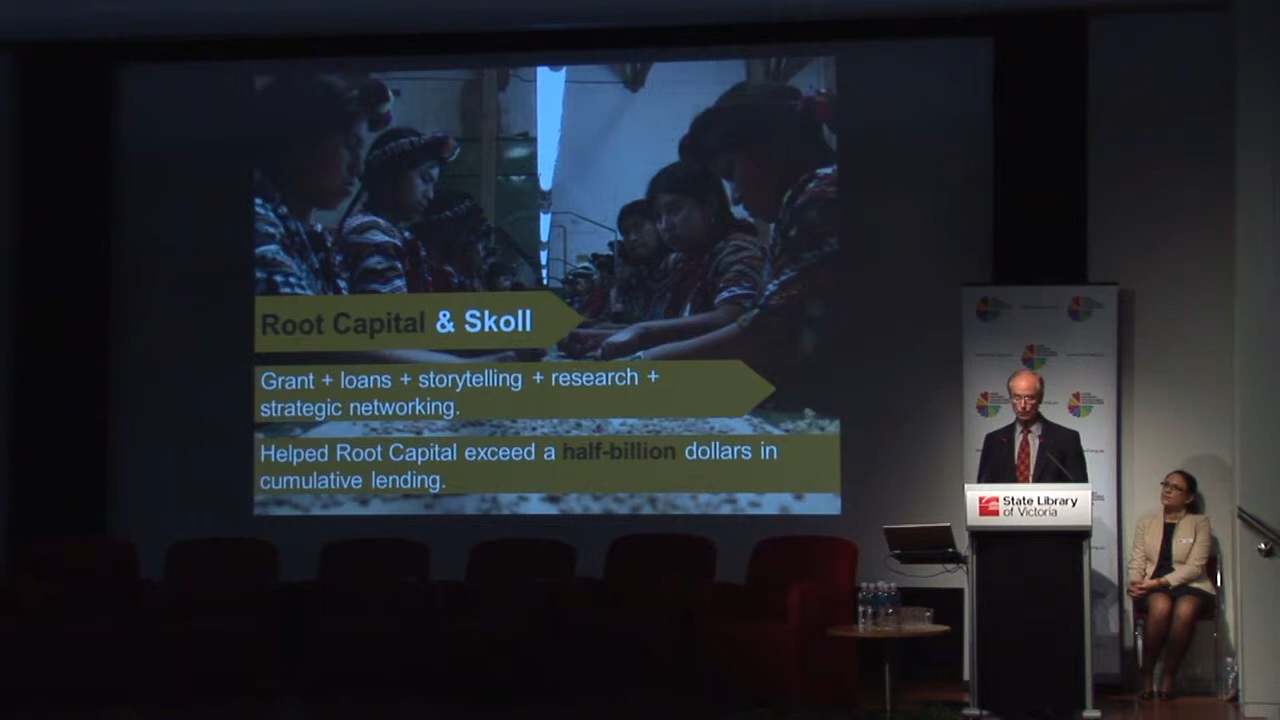 Root Capital & Skoll
Grant + loans + storytelling + research +
strategic networking.
Helped Root Capital exceed a half-billion dollars in
cumulative lending.
State Library
of Victoria